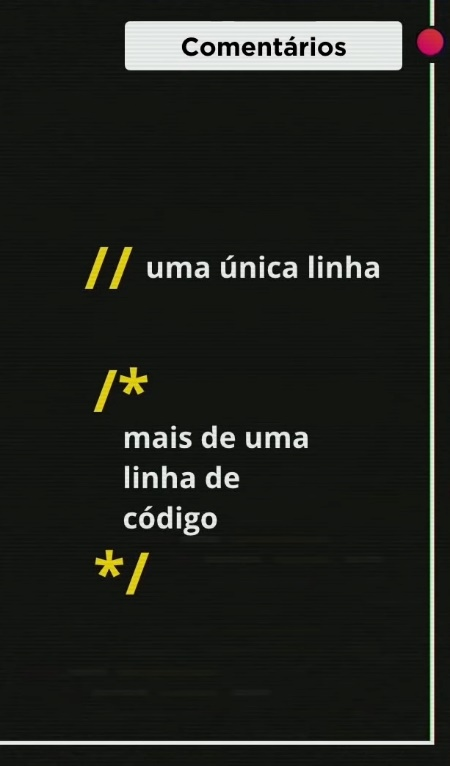 Comentários
// uma única linha
/*
mais de uma
linha de
código
*/